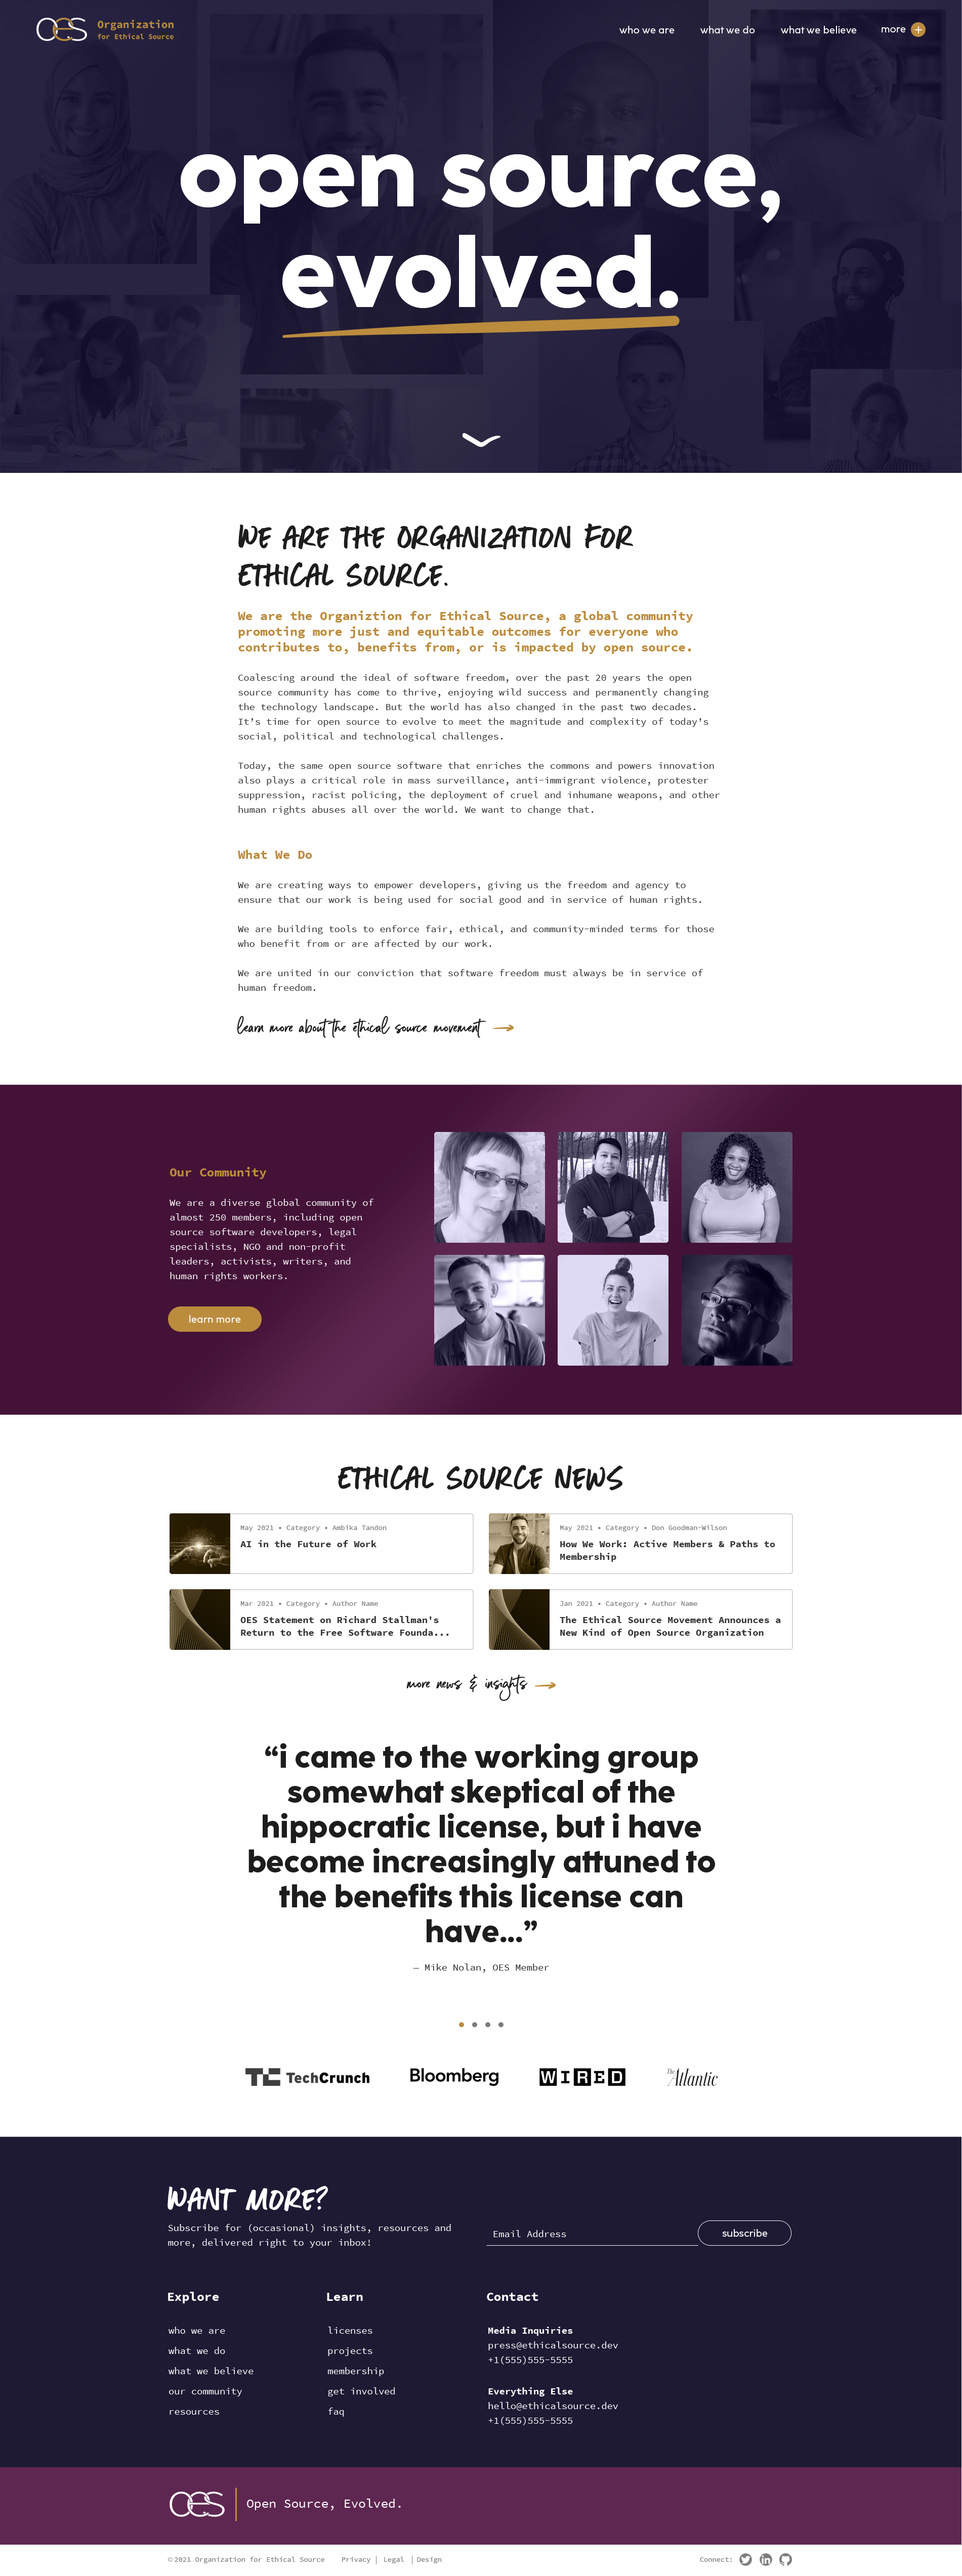 OES Organization
for Ethical Source
who we are
what we do
what we believe
more
open source,
evolved.
WE ARE THE ORGANIZATION FOR
ETHICAL SOURCE.
We are the Organiztion for Ethical Source, a global community
promoting more just and equitable outcomes for everyone who
contributes to, benefits from, or is impacted by open source.
Coalescing around the ideal of software freedom, over the past 20 years the open
source community has come to thrive, enjoying wild success and permanently changing
the technology landscape. But the world has also changed in the past two decades.
It's time for open source to evolve to meet the magnitude and complexity of today's
social, political and technological challenges.
Today, the same open source software that enriches the commons and powers innovation
also plays a critical role in mass surveillance, anti-immigrant violence, protester
suppression, racist policing, the deployment of cruel and inhumane weapons, and other
human rights abuses all over the world. We want to change that.
What We Do
We are creating ways to empower developers, giving us the freedom and agency to
ensure that our work is being used for social good and in service of human rights.
We are building tools to enforce fair, ethical, and community-minded terms for those
who benefit from or are affected by our work.
We are united in our conviction that software freedom must always be in service of
human freedom.
learn more about the ethical source movement
Our Community
We are a diverse global community of
almost 250 members, including open
source software developers, legal
specialists, NGO and non-profit
leaders, activists, writers, and
human rights workers.
learn more
ETHICAL SOURCE NEWS
May 2021 • Category • Ambika Tandon
AI in the Future of Work
May 2021 • Category • Don Goodman-Wilson
How We Work: Active Members & Paths to
Membership
Mar 2021 • Category • Author Name
OES Statement on Richard Stallman's
Return to the Free Software Founda...
Jan 2021 • Category • Author Name
The Ethical Source Movement Announces a
New Kind of Open Source Organization
more news & insights
“i came to the working group
somewhat skeptical of the
hippocratic license, but i have
become increasingly attuned to
the benefits this license can
have...”
— Mike Nolan, OES Member
TC TechCrunch
Bloomberg
WIRED
The Atlantic
WANT MORE?
Subscribe for (occasional) insights, resources and
more, delivered right to your inbox!
Email Address
subscribe
Explore
who we are
what we do
what we believe
our community
resources
Learn
licenses
projects
membership
get involved
faq
Contact
Media Inquiries
press@ethicalsource.dev
+1(555)555-5555
Everything Else
hello@ethicalsource.dev
+1(555)555-5555
OES | Open Source, Evolved.
© 2021 Organization for Ethical Source
Privacy | Legal | Design
Connect: